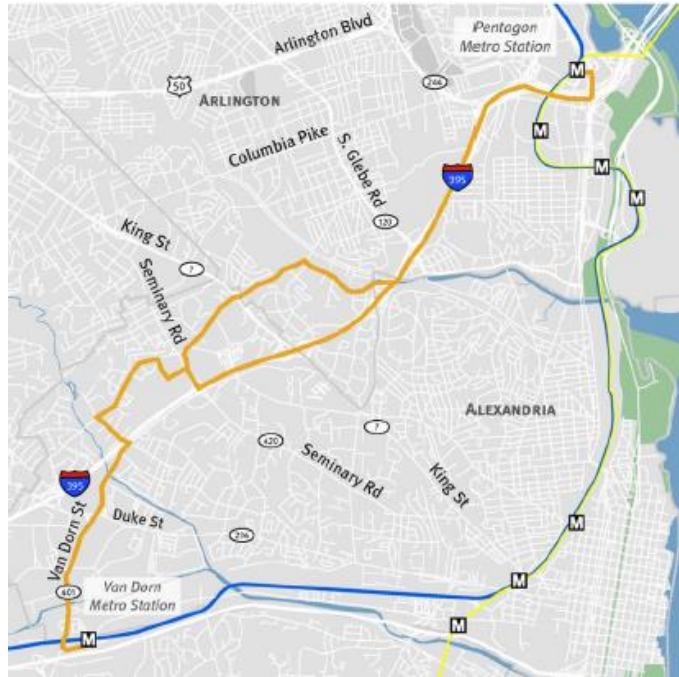 Pentagon
Metro Station
Arlington Blvd
244
50
ARLINGTON
Columbia Pike
S. Glebe Rd
395
120
King St
7
Seminary Rd
ALEXANDRIA
7
420
Seminary Rd
King St
395
Van Dorn St
Duke St
236
401
Van Dorn
Metro Station
M
M
M
M
M
M
M
M